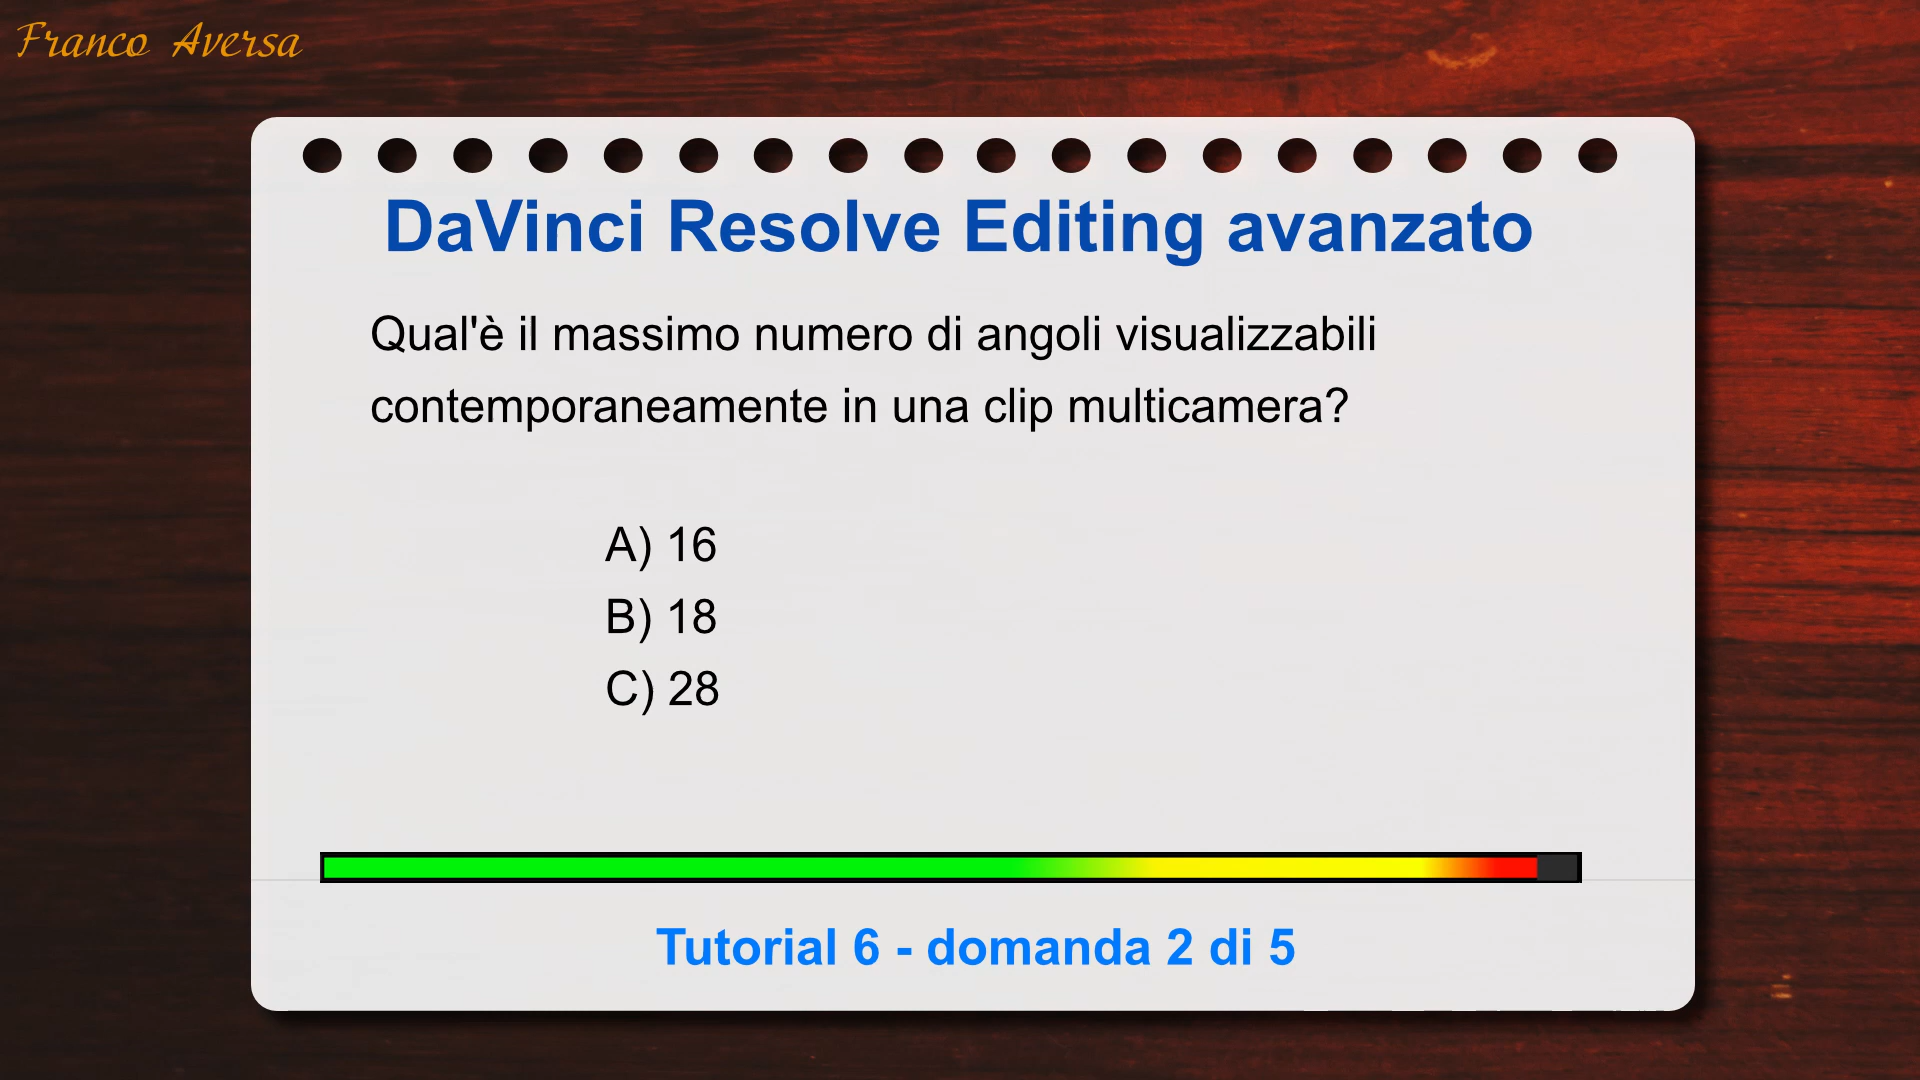 Franco Aversa
DaVinci Resolve Editing avanzato
Qual'è il massimo numero di angoli visualizzabili
contemporaneamente in una clip multicamera?
A) 16
B) 18
C) 28
Tutorial 6 - domanda 2 di 5